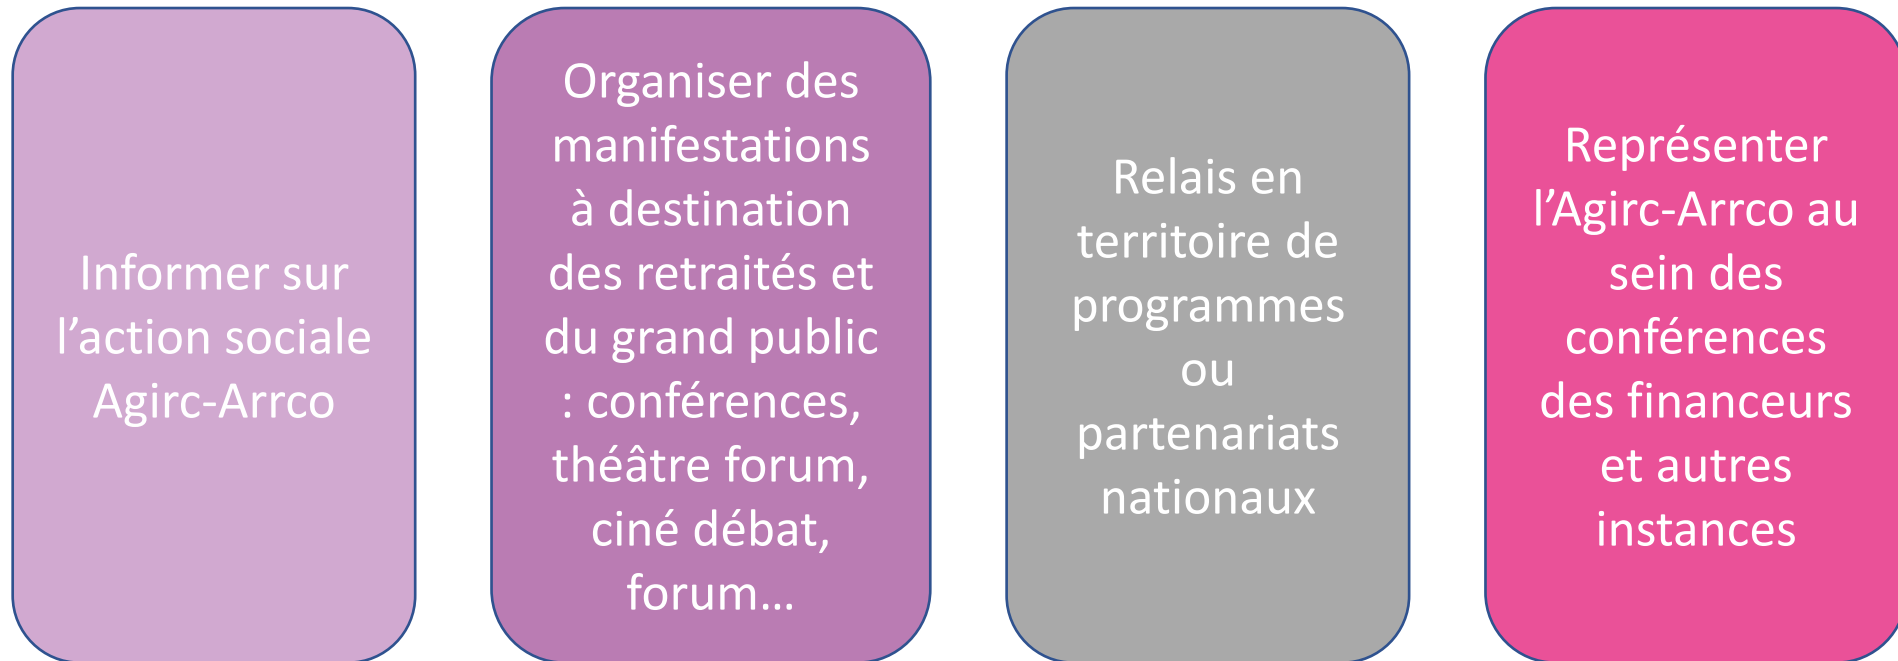 Informer sur
l’action sociale
Agirc-Arrco
Organiser des
manifestations
à destination
des retraités et
du grand public
: conférences,
théâtre forum,
ciné débat,
forum…
Relais en
territoire de
programmes
ou
partenariats
nationaux
Représenter
l’Agirc-Arrco au
sein des
conférences
des financeurs
et autres
instances